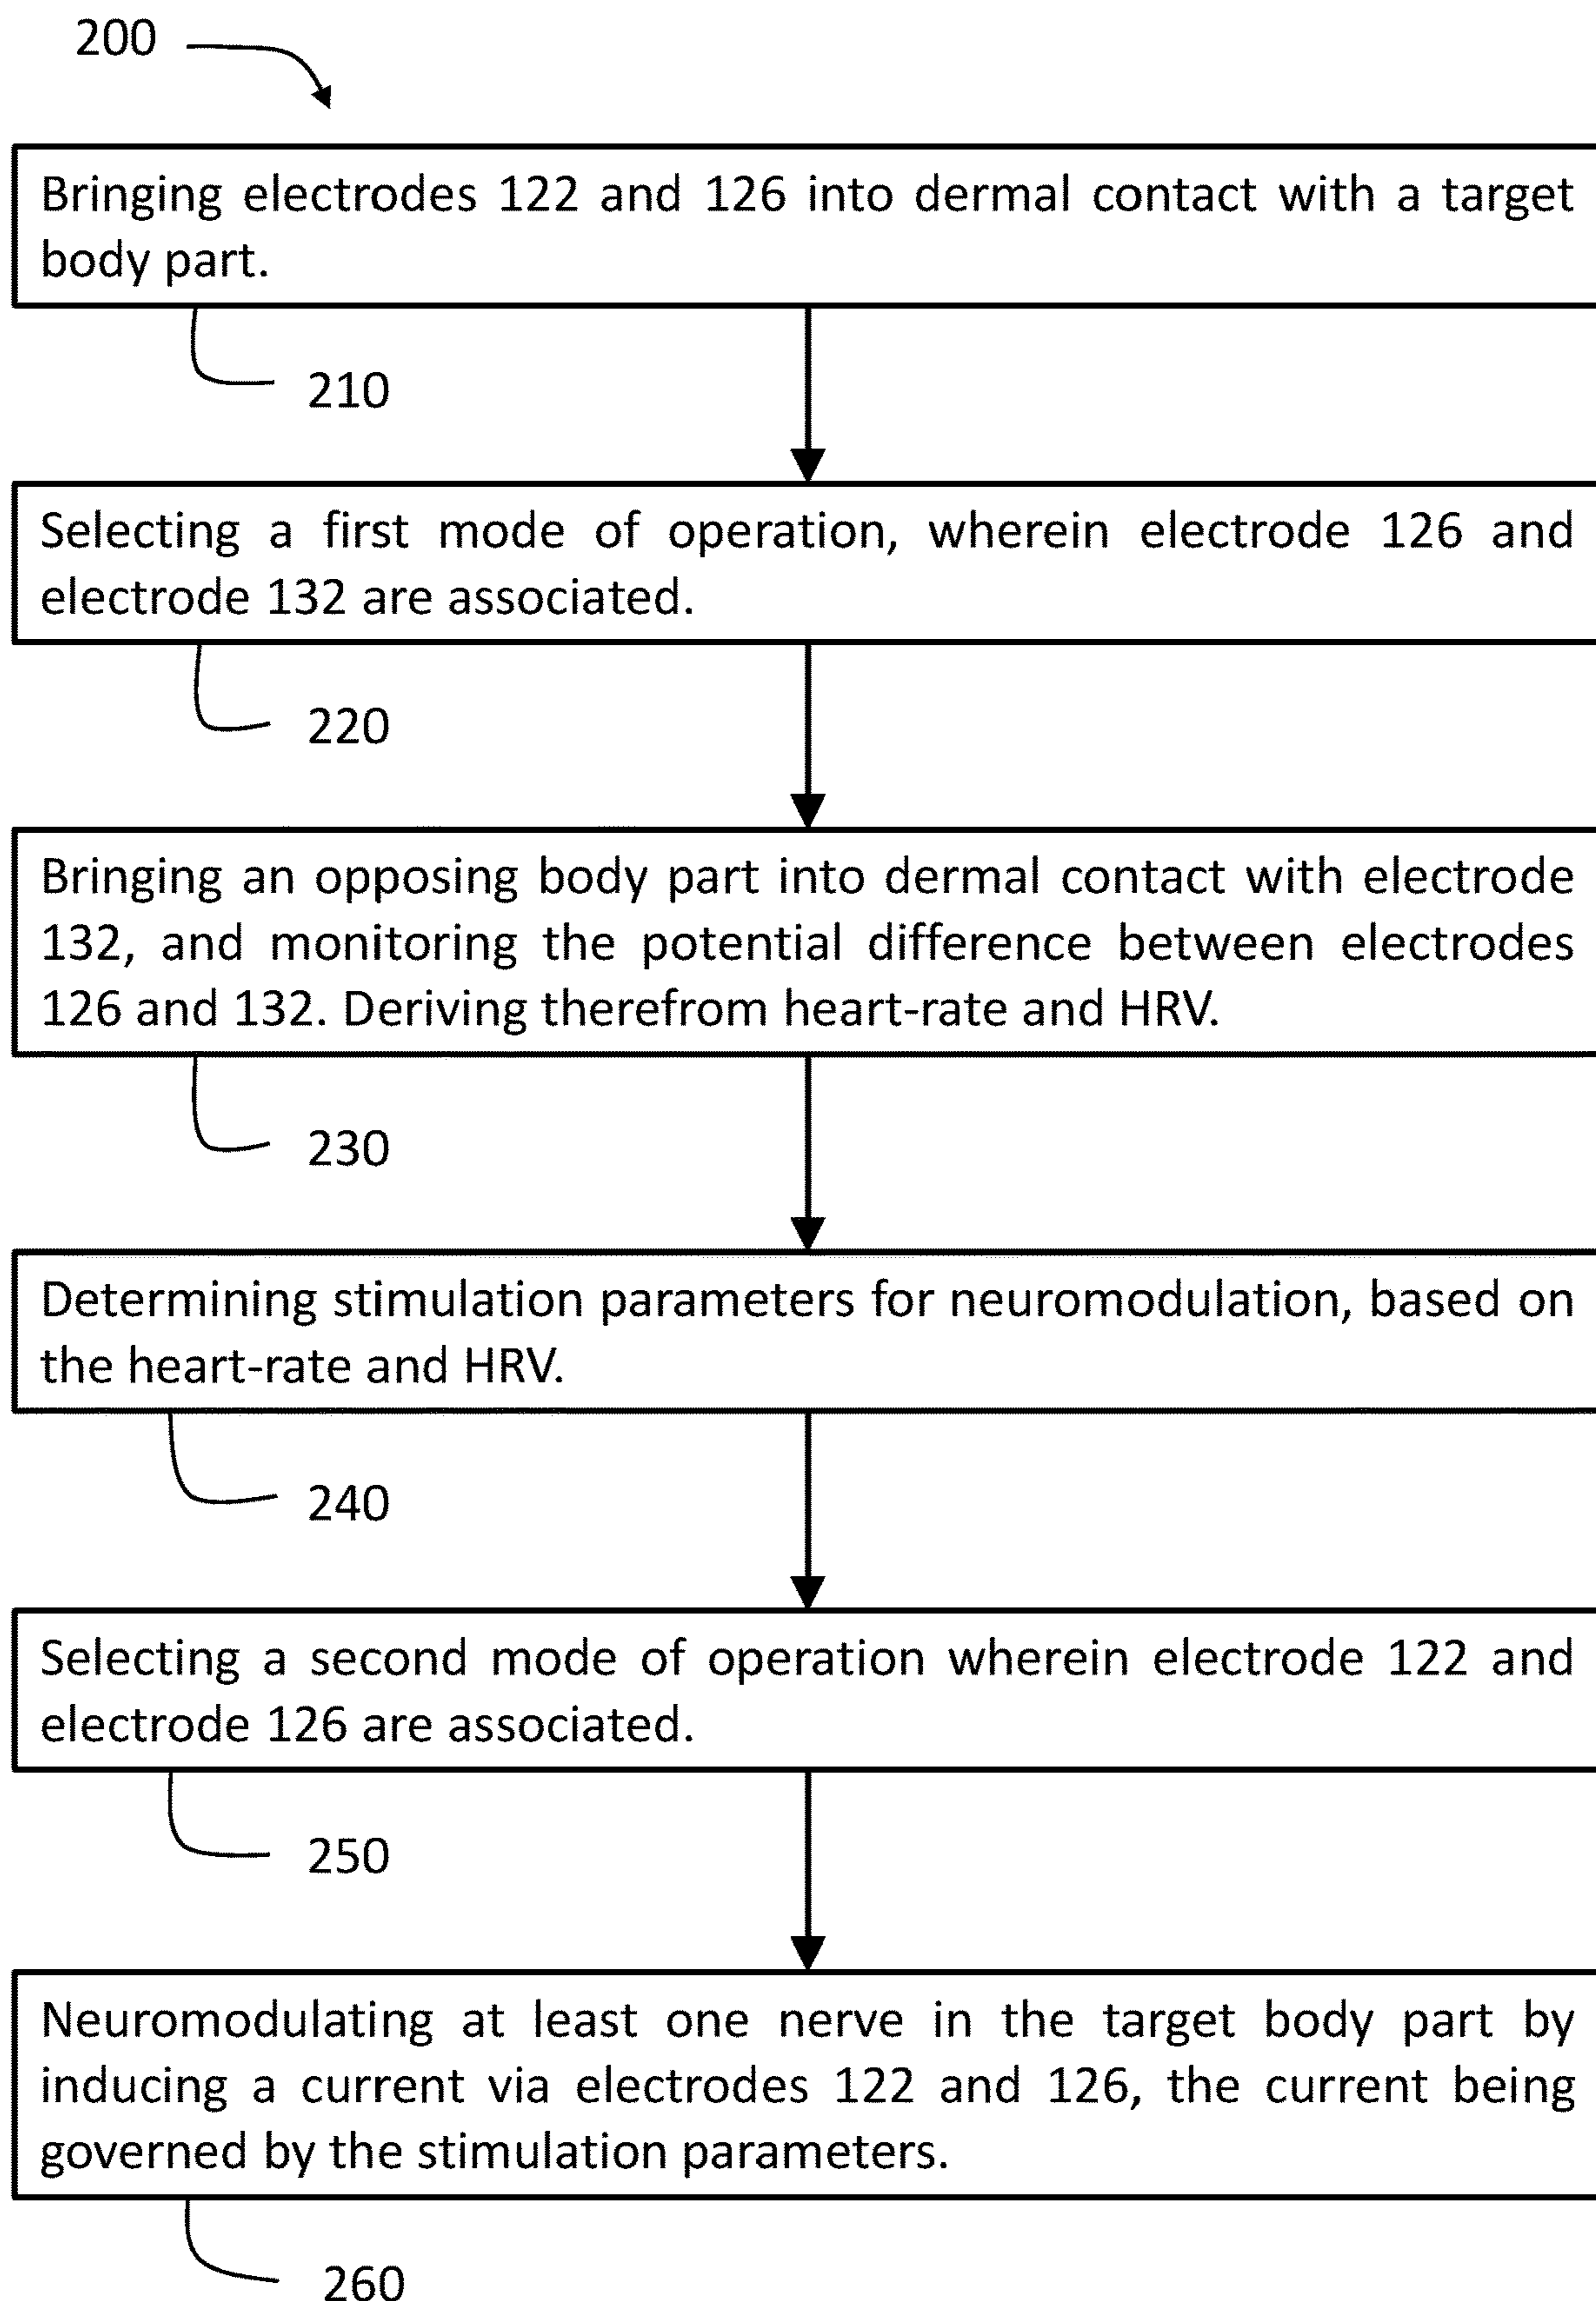 200
Bringing electrodes 122 and 126 into dermal contact with a target
body part.
210
Selecting a first mode of operation, wherein electrode 126 and
electrode 132 are associated.
220
Bringing an opposing body part into dermal contact with electrode
132, and monitoring the potential difference between electrodes
126 and 132. Deriving therefrom heart-rate and HRV.
230
Determining stimulation parameters for neuromodulation, based on
the heart-rate and HRV.
240
Selecting a second mode of operation wherein electrode 122 and
electrode 126 are associated.
250
Neuromodulating at least one nerve in the target body part by
inducing a current via electrodes 122 and 126, the current being
governed by the stimulation parameters.
260